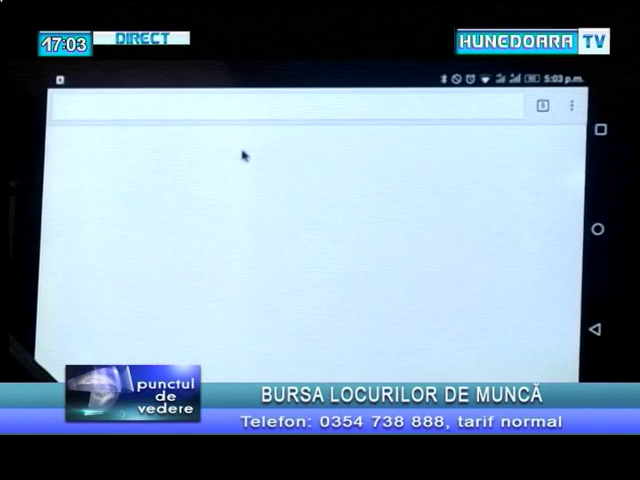 17:03
DIRECT
HUNEDOARA TV
5:03 p.m.
punctul
de
vedere
BURSA LOCURILOR DE MUNCĂ
Telefon: 0354 738 888, tarif normal